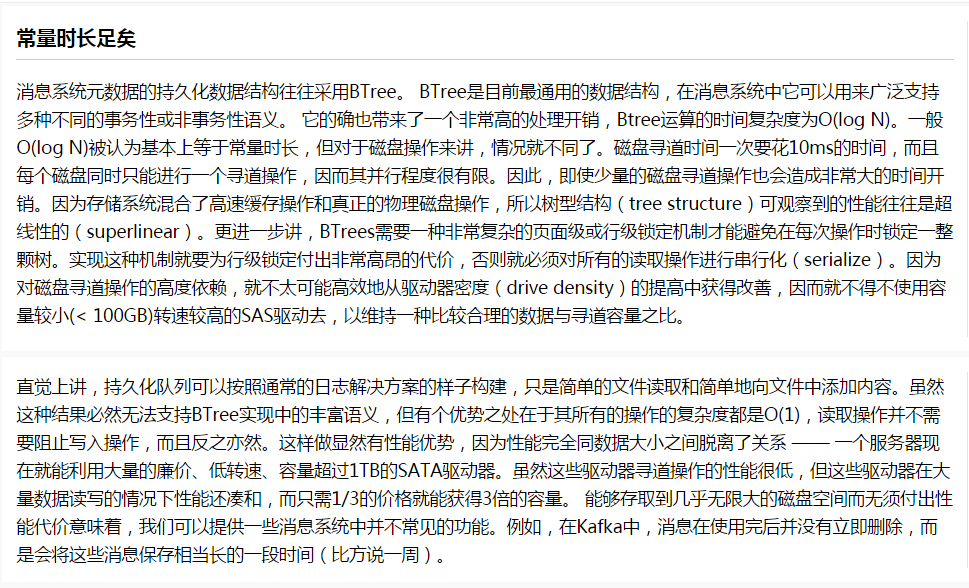 常量时长足矣
消息系统元数据的持久化数据结构往往采用BTree。 BTree是目前最通用的数据结构，在消息系统中它可以用来广泛支持
多种不同的事务性或非事务性语义。 它的确也带来了一个非常高的处理开销，Btree运算的时间复杂度为O(log N)。一般
O(log N)被认为基本上等于常量时长，但对于磁盘操作来讲，情况就不同了。磁盘寻道时间一次要花10ms的时间，而且
每个磁盘同时只能进行一个寻道操作，因而其并行程度很有限。因此，即使少量的磁盘寻道操作也会造成非常大的时间开
销。因为存储系统混合了高速缓存操作和真正的物理磁盘操作，所以树型结构（tree structure）可观察到的性能往往是超
线性的（superlinear）。更进一步讲，BTrees需要一种非常复杂的页面级或行级锁定机制才能避免在每次操作时锁定一整
颗树。实现这种机制就要为行级锁定付出非常高昂的代价，否则就必须对所有的读取操作进行串行化（serialize）。因为
对磁盘寻道操作的高度依赖，就不太可能高效地从驱动器密度（drive density）的提高中获得改善，因而就不得不使用容
量较小(< 100GB)转速较高的SAS驱动去，以维持一种比较合理的数据与寻道容量之比。
直觉上讲，持久化队列可以按照通常的日志解决方案的样子构建，只是简单的文件读取和简单地向文件中添加内容。虽然
这种结果必然无法支持BTree实现中的丰富语义，但有个优势之处在于其所有的操作的复杂度都是O(1)，读取操作并不需
要阻止写入操作，而且反之亦然。这样做显然有性能优势，因为性能完全同数据大小之间脱离了关系 —— 一个服务器现
在就能利用大量的廉价、低转速、容量超过1TB的SATA驱动器。虽然这些驱动器寻道操作的性能很低，但这些驱动器在大
量数据读写的情况下性能还凑和，而只需1/3的价格就能获得3倍的容量。 能够存取到几乎无限大的磁盘空间而无须付出性
能代价意味着，我们可以提供一些消息系统中并不常见的功能。例如，在Kafka中，消息在使用完后并没有立即删除，而
是会将这些消息保存相当长的一段时间（比方说一周）。